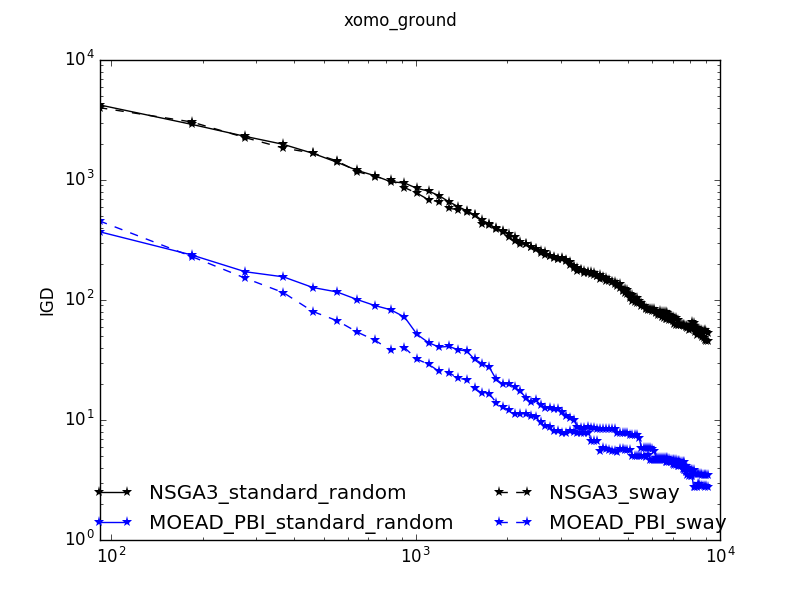 xomo_ground
10^4
10^3
10^2
10^1
10^0
IGD
NSGA3_standard_random
NSGA3_sway
MOEAD_PBI_standard_random
MOEAD_PBI_sway
10^2 10^3 10^4